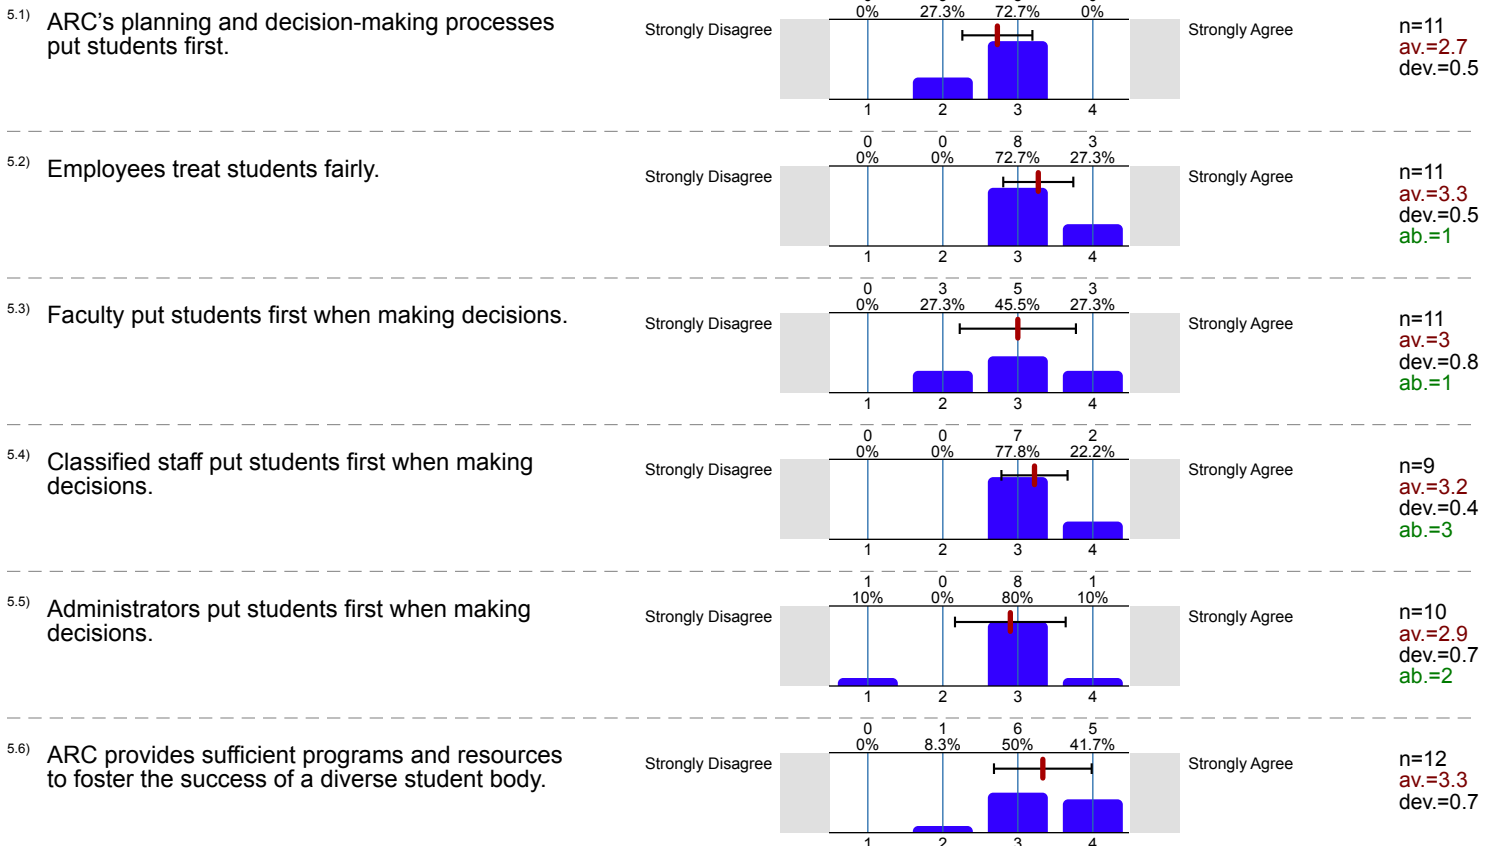 0% 27.3% 72.7% 0%
5.1) ARC’s planning and decision-making processes
put students first.
Strongly Disagree
Strongly Agree
n=11
av.=2.7
dev.=0.5
1 2 3 4
0 0 8 3
0% 0% 72.7% 27.3%
5.2) Employees treat students fairly.
Strongly Disagree
Strongly Agree
n=11
av.=3.3
dev.=0.5
ab.=1
1 2 3 4
0 3 5 3
0% 27.3% 45.5% 27.3%
5.3) Faculty put students first when making decisions.
Strongly Disagree
Strongly Agree
n=11
av.=3
dev.=0.8
ab.=1
1 2 3 4
0 0 7 2
0% 0% 77.8% 22.2%
5.4) Classified staff put students first when making
decisions.
Strongly Disagree
Strongly Agree
n=9
av.=3.2
dev.=0.4
ab.=3
1 2 3 4
1 0 8 1
10% 0% 80% 10%
5.5) Administrators put students first when making
decisions.
Strongly Disagree
Strongly Agree
n=10
av.=2.9
dev.=0.7
ab.=2
1 2 3 4
0 1 6 5
0% 8.3% 50% 41.7%
5.6) ARC provides sufficient programs and resources
to foster the success of a diverse student body.
Strongly Disagree
Strongly Agree
n=12
av.=3.3
dev.=0.7
1 2 3 4